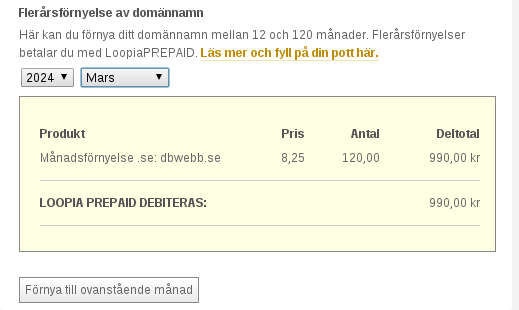 Flerårsförnyelse av domännamn
Här kan du förnya ditt domännamn mellan 12 och 120 månader. Flerårsförnyelser
betalar du med LoopiaPREPAID. Läs mer och fyll på din pott här.
2024 Mars
Produkt Pris Antal Deltotal
Månadsförnyelse .se: dbwebb.se 8,25 120,00 990,00 kr
LOOPIA PREPAID DEBITERAS: 990,00 kr
Förnya till ovanstående månad